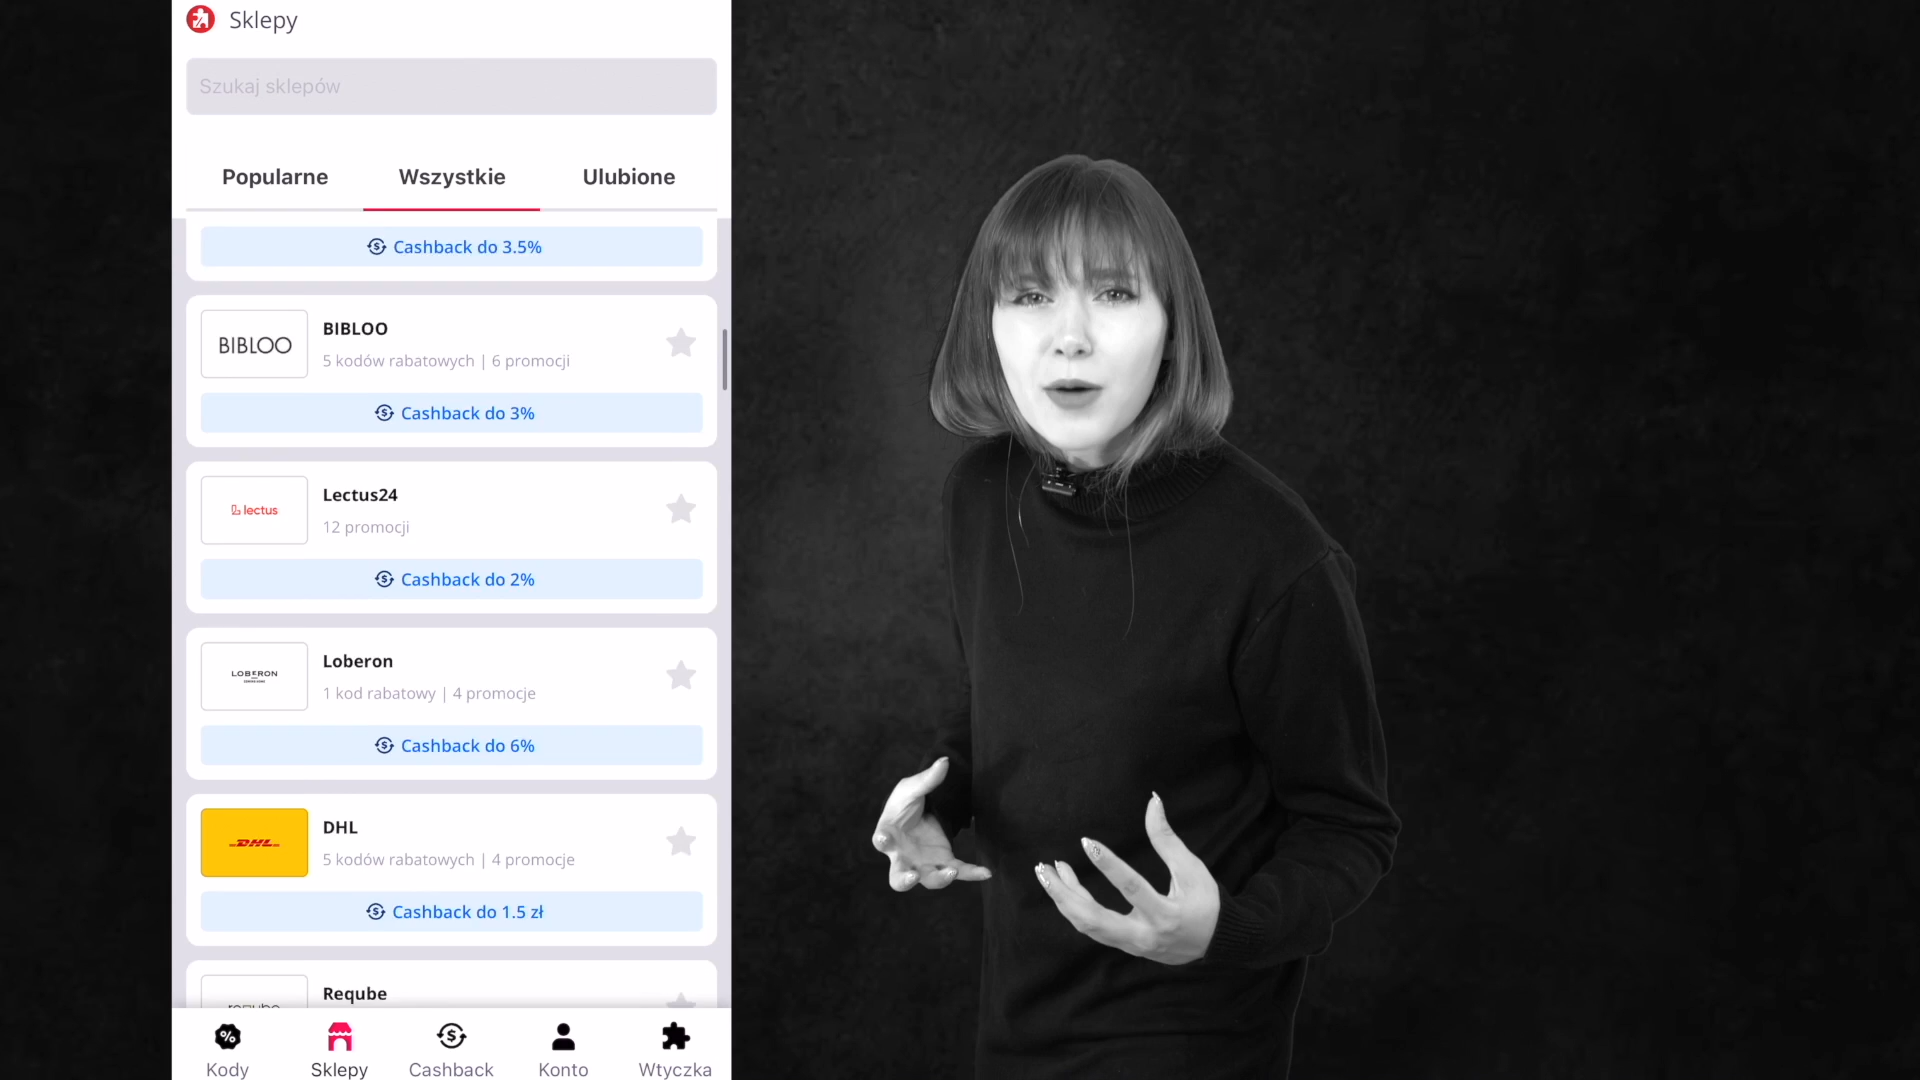 Sklepy
Szukaj sklepów
Popularne
Wszystkie
Ulubione
Cashback do 3.5%
BIBLOO
BIBLOO
5 kodów rabatowych | 6 promocji
Cashback do 3%
lectus
Lectus24
12 promocji
Cashback do 2%
LOBERON
Loberon
1 kod rabatowy | 4 promocje
Cashback do 6%
DHL
DHL
5 kodów rabatowych | 4 promocje
Cashback do 1.5 zł
Reqube
Kody
Sklepy
Cashback
Konto
Wtyczka